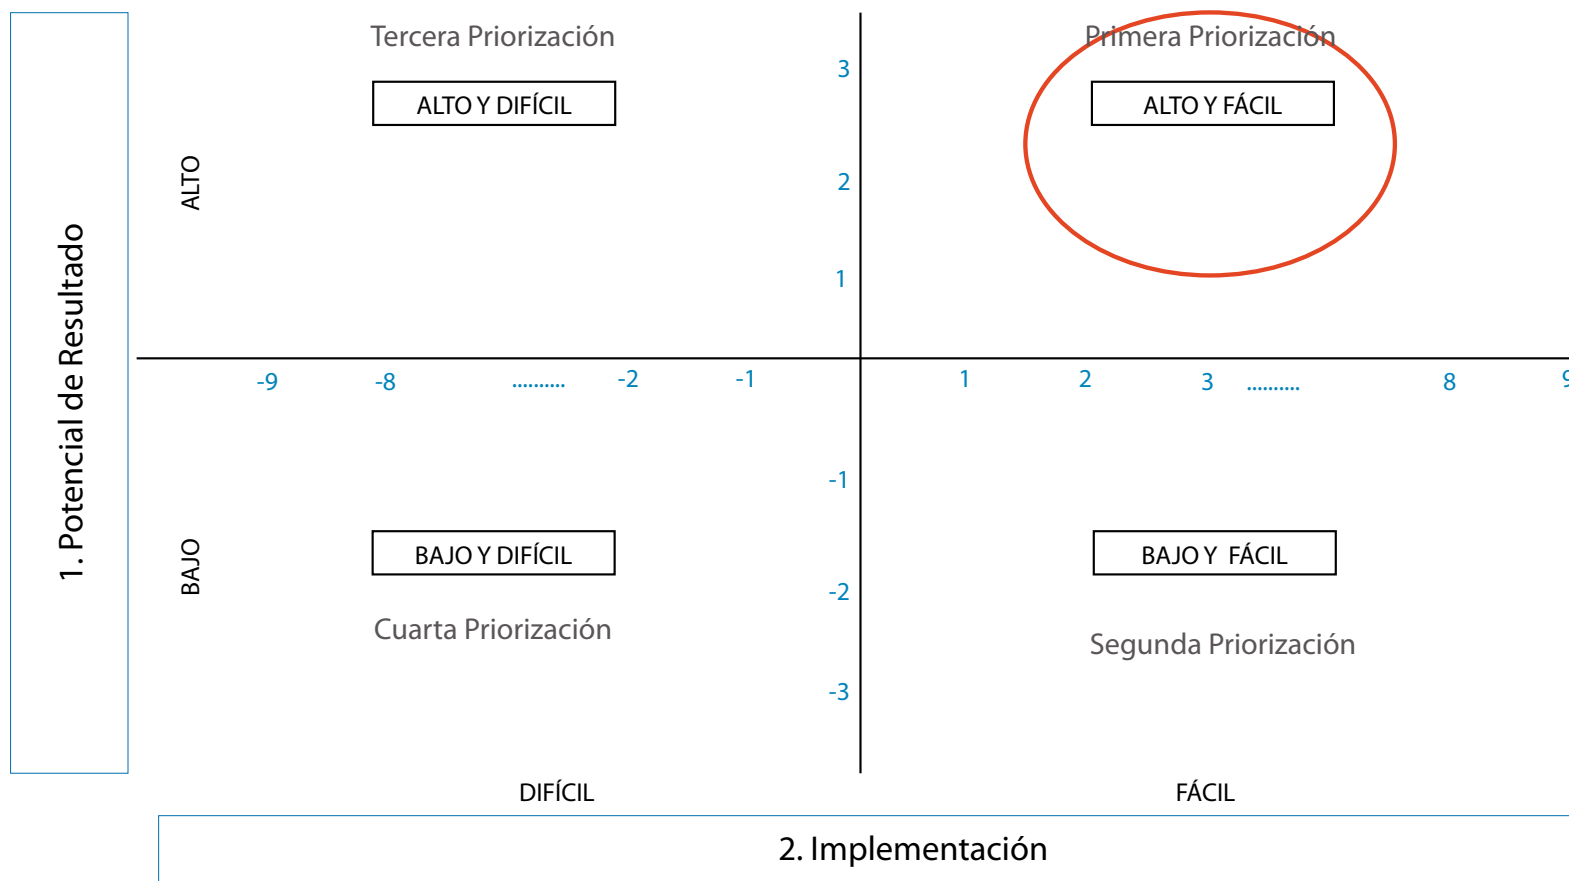 Tercera Priorización
Primera Priorización
3
ALTO Y DIFÍCIL
ALTO Y FÁCIL
ALTO
2
1
1. Potencial de Resultado
-9 -8 .......... -2 -1 1 2 3 .......... 8 9
-1
BAJO
BAJO Y DIFÍCIL
BAJO Y FÁCIL
-2
Cuarta Priorización
Segunda Priorización
-3
DIFÍCIL
FÁCIL
2. Implementación